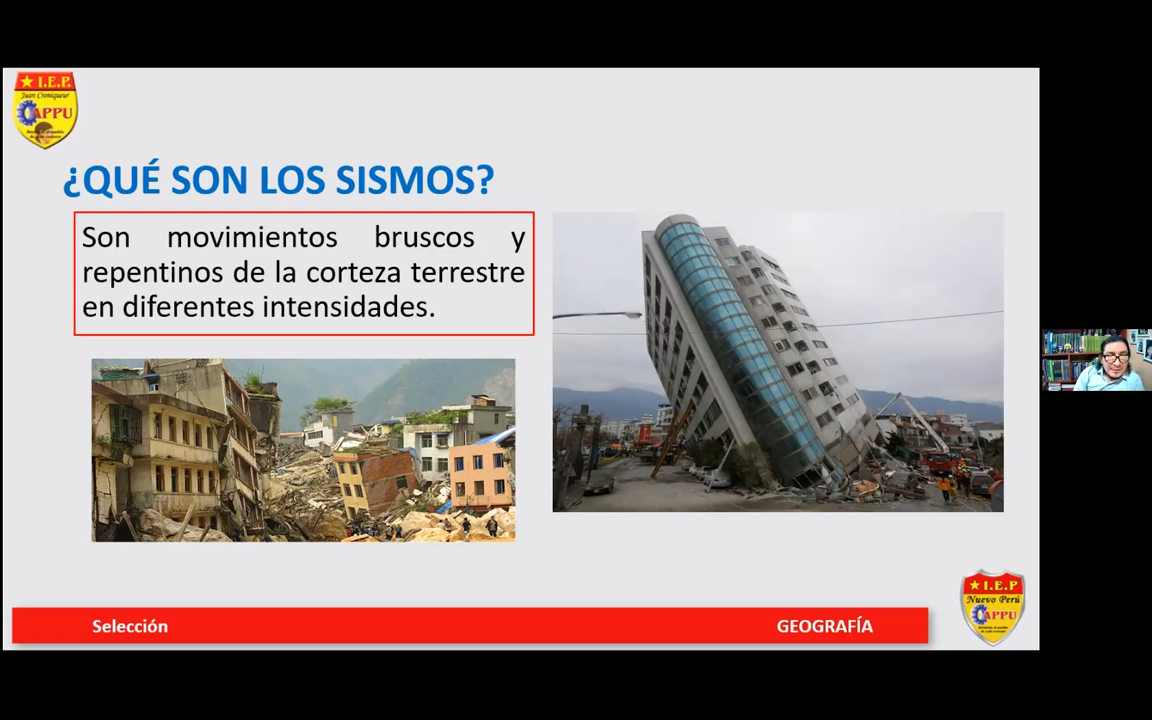 ★ I.E.P.
Juan Croniqueur
APPU
¿QUÉ SON LOS SISMOS?
Son movimientos bruscos y
repentinos de la corteza terrestre
en diferentes intensidades.
★ I.E.P
Nuevo Perú
APPU
Selección
GEOGRAFÍA